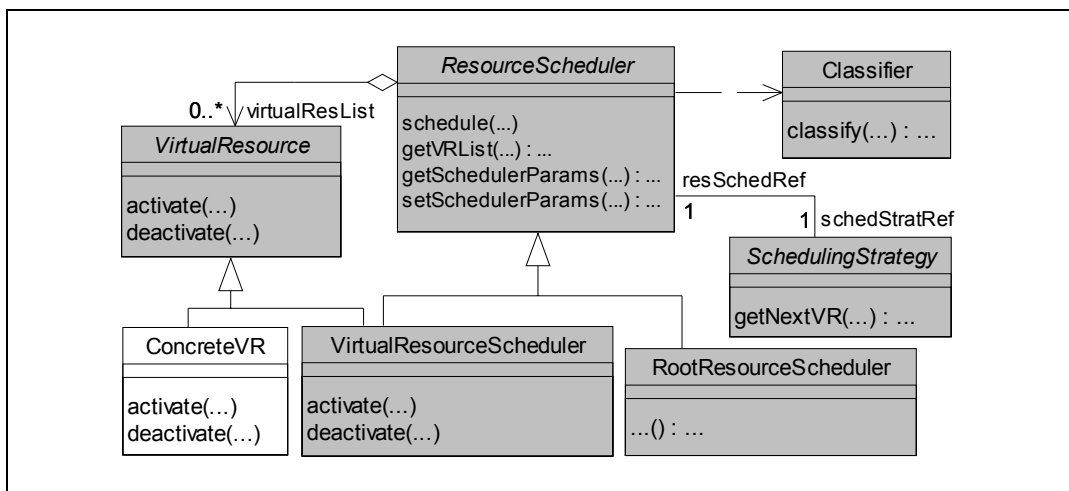 ResourceScheduler
schedule(...)
getVRList(...) : ...
getSchedulerParams(...) : ...
setSchedulerParams(...) : ...
Classifier
classify(...) : ...
0..* virtualResList
VirtualResource
activate(...)
deactivate(...)
resSchedRef
1
1 schedStratRef
SchedulingStrategy
getNextVR(...) : ...
ConcreteVR
activate(...)
deactivate(...)
VirtualResourceScheduler
activate(...)
deactivate(...)
RootResourceScheduler
...() : ...